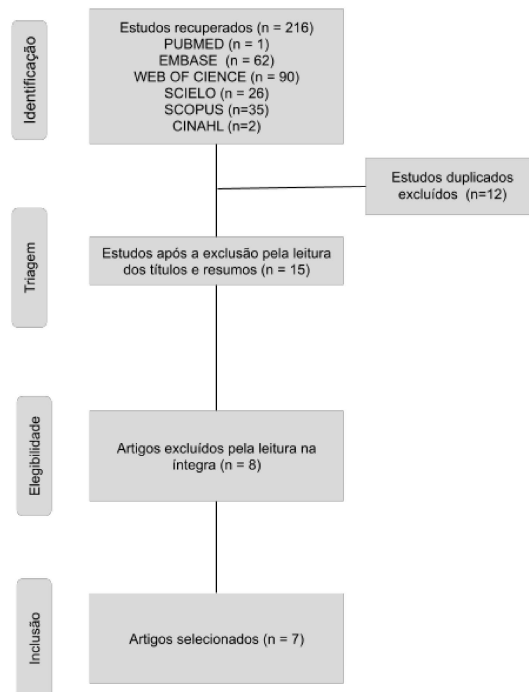 Identificação
Estudos recuperados (n = 216)
PUBMED (n = 1)
EMBASE (n = 62)
WEB OF CIENCE (n = 90)
SCIELO (n = 26)
SCOPUS (n=35)
CINAHL (n=2)
Estudos duplicados
excluídos (n=12)
Triagem
Estudos após a exclusão pela leitura
dos títulos e resumos (n = 15)
Elegibilidade
Artigos excluídos pela leitura na
íntegra (n = 8)
Inclusão
Artigos selecionados (n = 7)